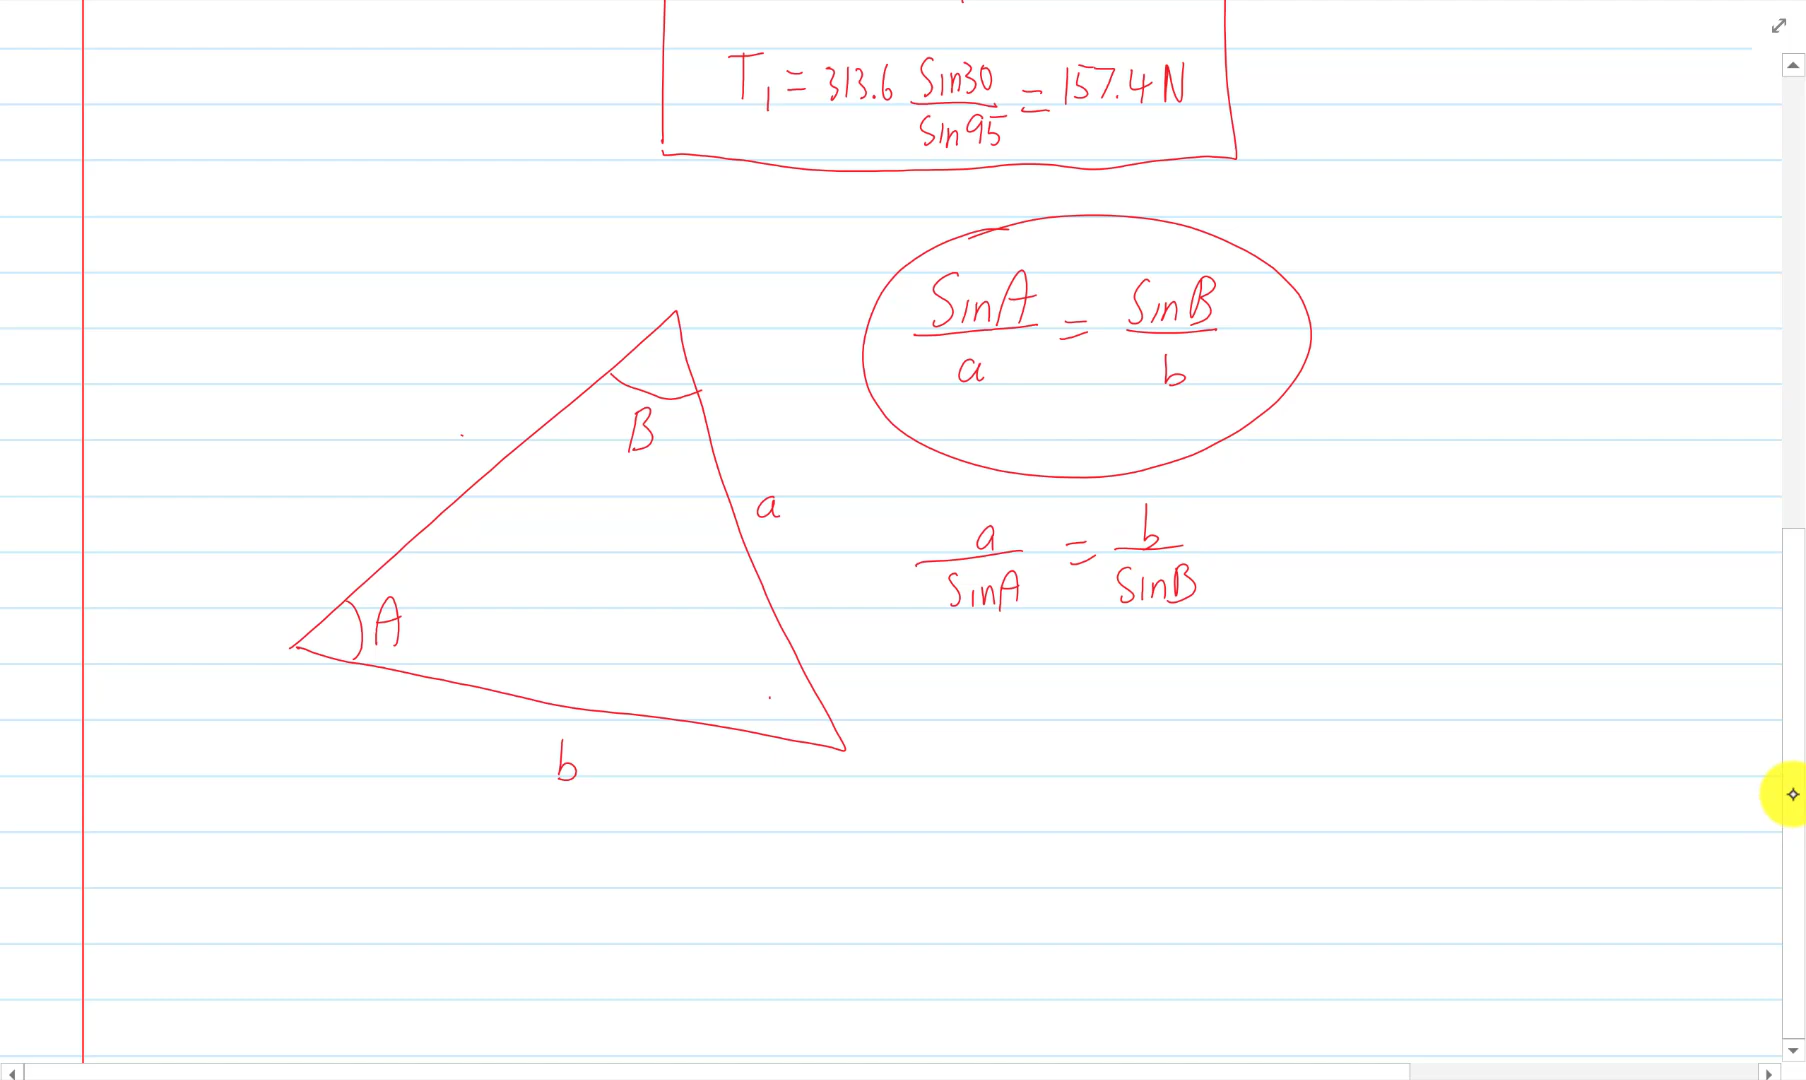 T₁ = 313.6 Sin30 / Sin95 = 157.4 N
SinA / a = SinB / b
B
a
a / SinA = b / SinB
A
b